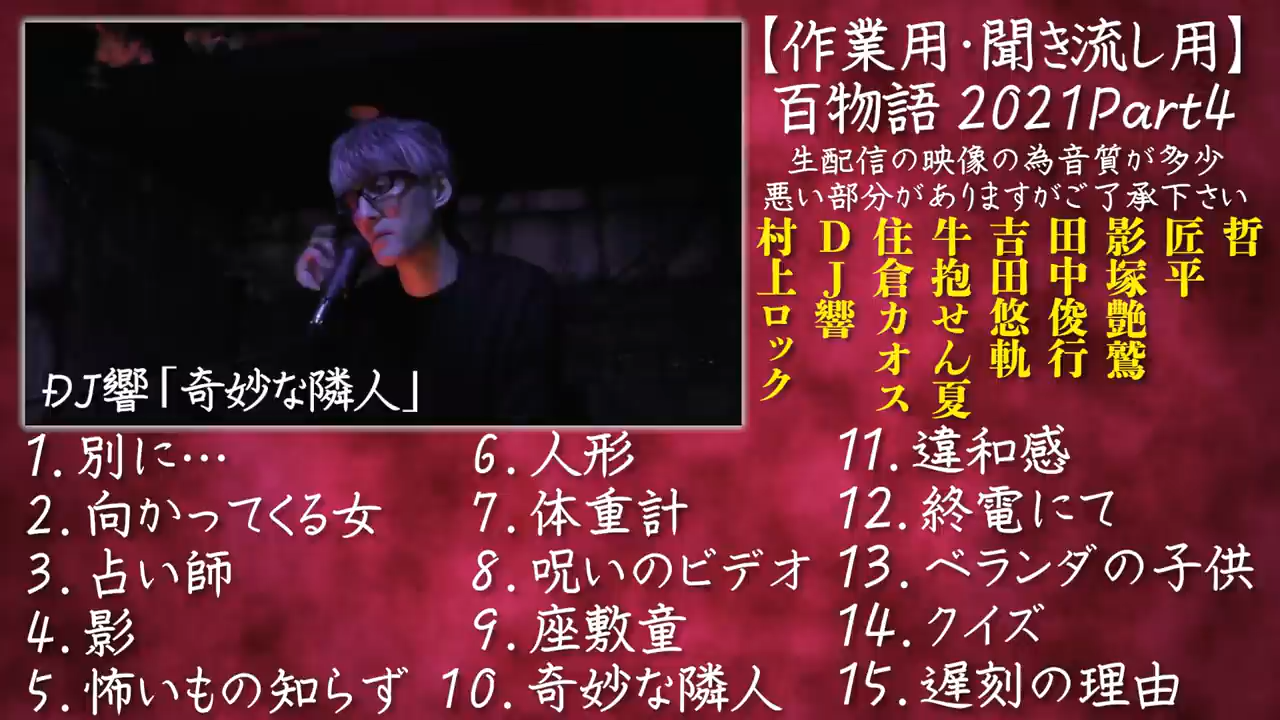 【作業用・聞き流し用】
百物語 2021Part4
生配信の映像の為音質が多少
悪い部分がありますがご了承下さい
哲
匠平
影塚艶鷲
田中俊行
吉田悠軌
牛抱せん夏
住倉カオス
DJ響
村上ロック
DJ響「奇妙な隣人」
1. 別に…
2. 向かってくる女
3. 占い師
4. 影
5. 怖いもの知らず
6. 人形
7. 体重計
8. 呪いのビデオ
9. 座敷童
10. 奇妙な隣人
11. 違和感
12. 終電にて
13. ベランダの子供
14. クイズ
15. 遅刻の理由